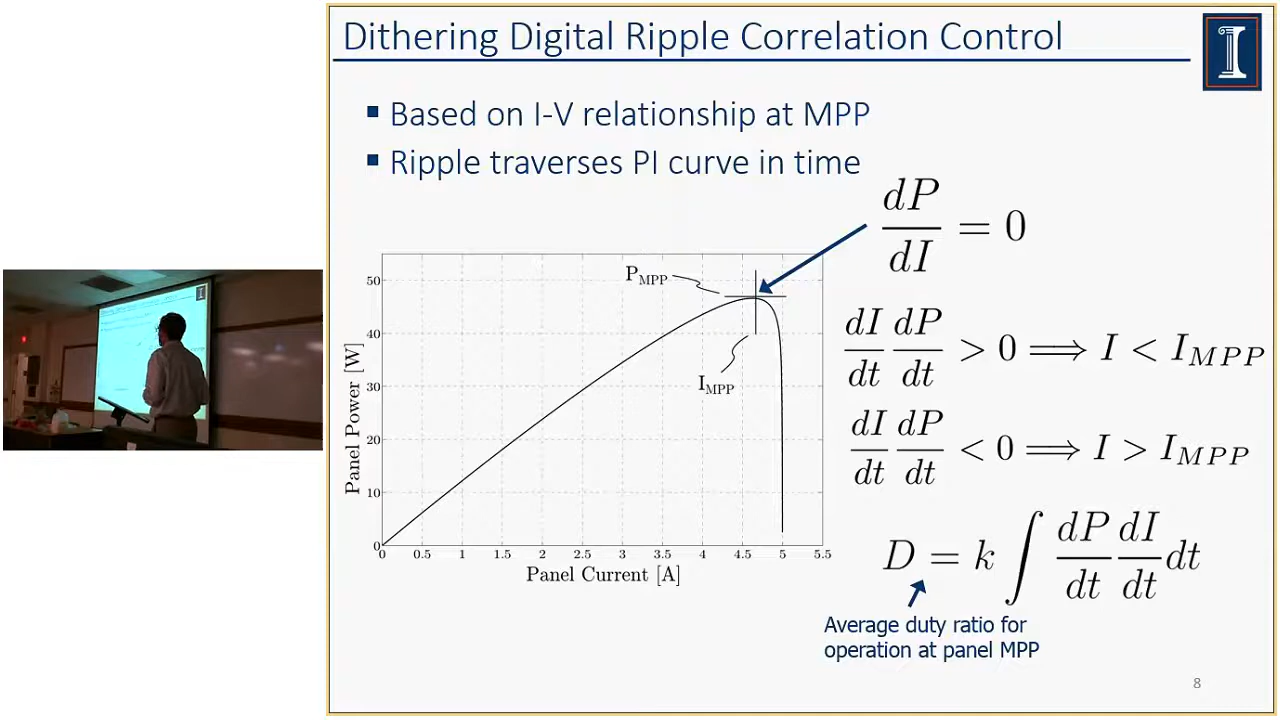 Dithering Digital Ripple Correlation Control
I
▪ Based on I-V relationship at MPP
▪ Ripple traverses PI curve in time
dP/dI = 0
P_MPP
I_MPP
50
40
30
20
10
0
0 0.5 1 1.5 2 2.5 3 3.5 4 4.5 5 5.5
Panel Power [W]
Panel Current [A]
dI/dt dP/dt > 0 ⟹ I < I_MPP
dI/dt dP/dt < 0 ⟹ I > I_MPP
D = k ∫ dP/dt dI/dt dt
Average duty ratio for
operation at panel MPP
8